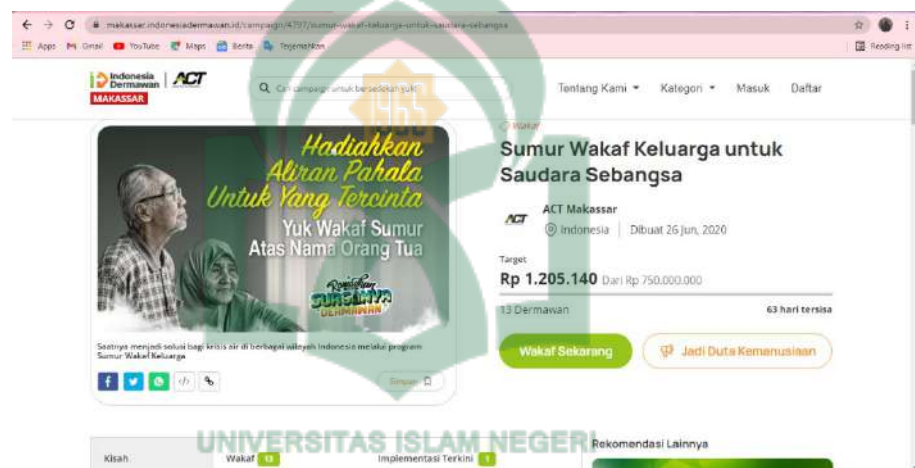 makassar.indonesiadermawan.id/campaign/4797/sumur-wakaf-keluarga-untuk-saudara-sebangsa
Apps Gmail YouTube Maps Berita Terjemahkan Reading list
Indonesia Dermawan ACT
MAKASSAR
Cari campaign untuk bersedekah yuk!
Tentang Kami Kategori Masuk Daftar
1965
Wakaf
Sumur Wakaf Keluarga untuk
Saudara Sebangsa
ACT ACT Makassar
Indonesia Dibuat 26 Jun, 2020
Target
Rp 1.205.140 Dari Rp 750.000.000
13 Dermawan 63 hari tersisa
Wakaf Sekarang Jadi Duta Kemanusiaan
Hadiahkan
Aliran Pahala
Untuk Yang Tercinta
Yuk Wakaf Sumur
Atas Nama Orang Tua
DERMAWAN
Saatnya menjadi solusi bagi krisis air di berbagai wilayah Indonesia melalui program
Sumur Wakaf Keluarga
Simpan
Kisah Wakaf 13 Implementasi Terkini 1
Rekomendasi Lainnya
UNIVERSITAS ISLAM NEGERI